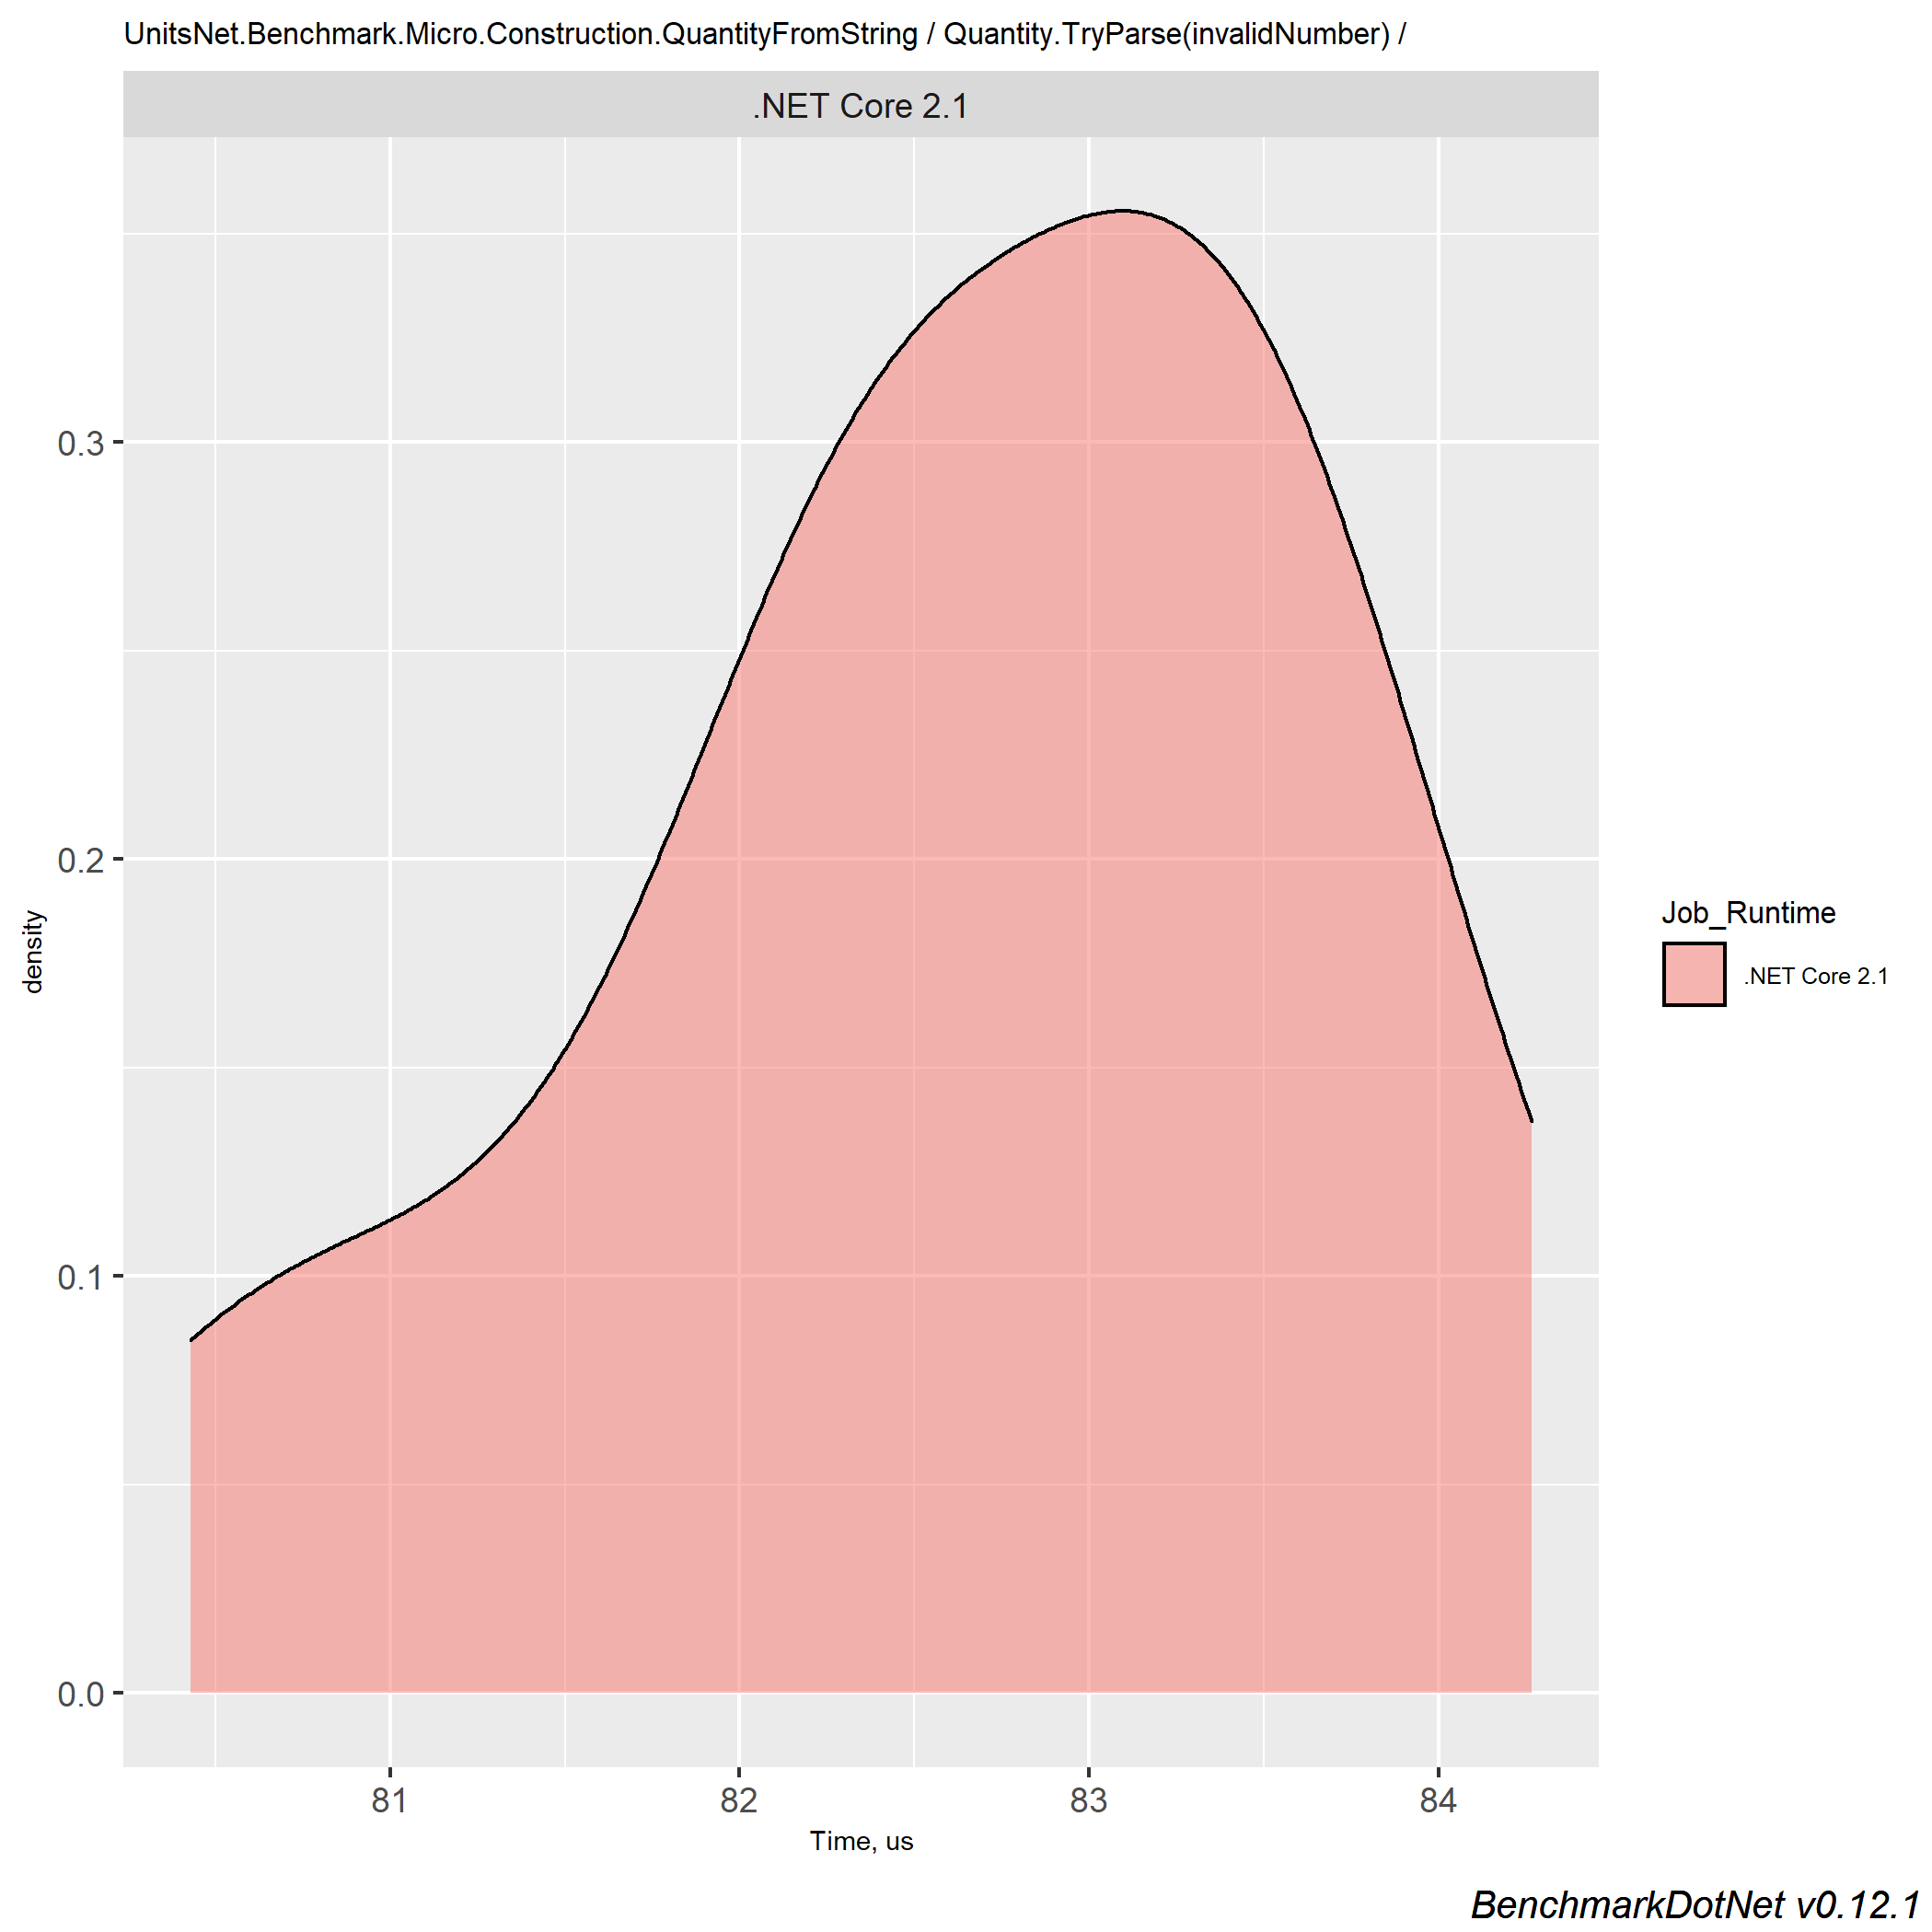 UnitsNet.Benchmark.Micro.Construction.QuantityFromString / Quantity.TryParse(invalidNumber) /
.NET Core 2.1
0.3
0.2
0.1
0.0
density
81 82 83 84
Time, us
Job_Runtime
.NET Core 2.1
BenchmarkDotNet v0.12.1